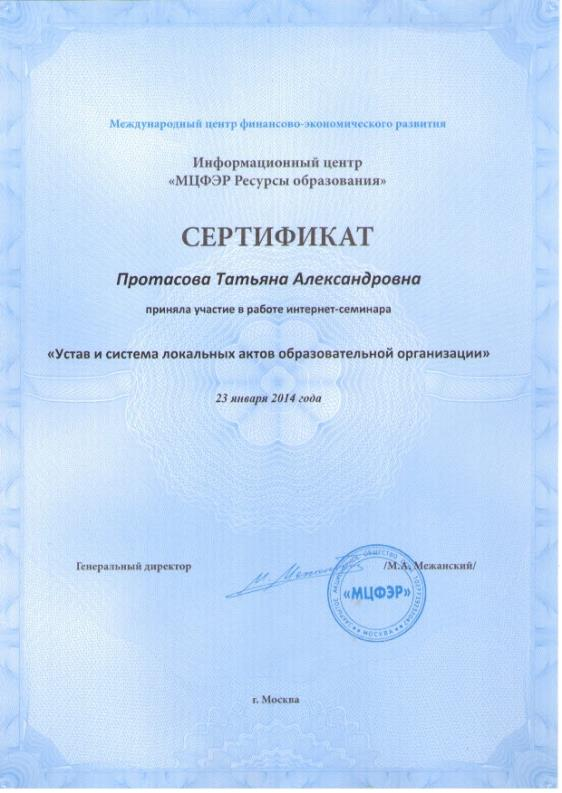 Международный центр финансово-экономического развития
Информационный центр
«МЦФЭР Ресурсы образования»
СЕРТИФИКАТ
Протасова Татьяна Александровна
приняла участие в работе интернет-семинара
«Устав и система локальных актов образовательной организации»
23 января 2014 года
Генеральный директор
/М.А. Межанский/
«МЦФЭР»
МОСКВА
г. Москва